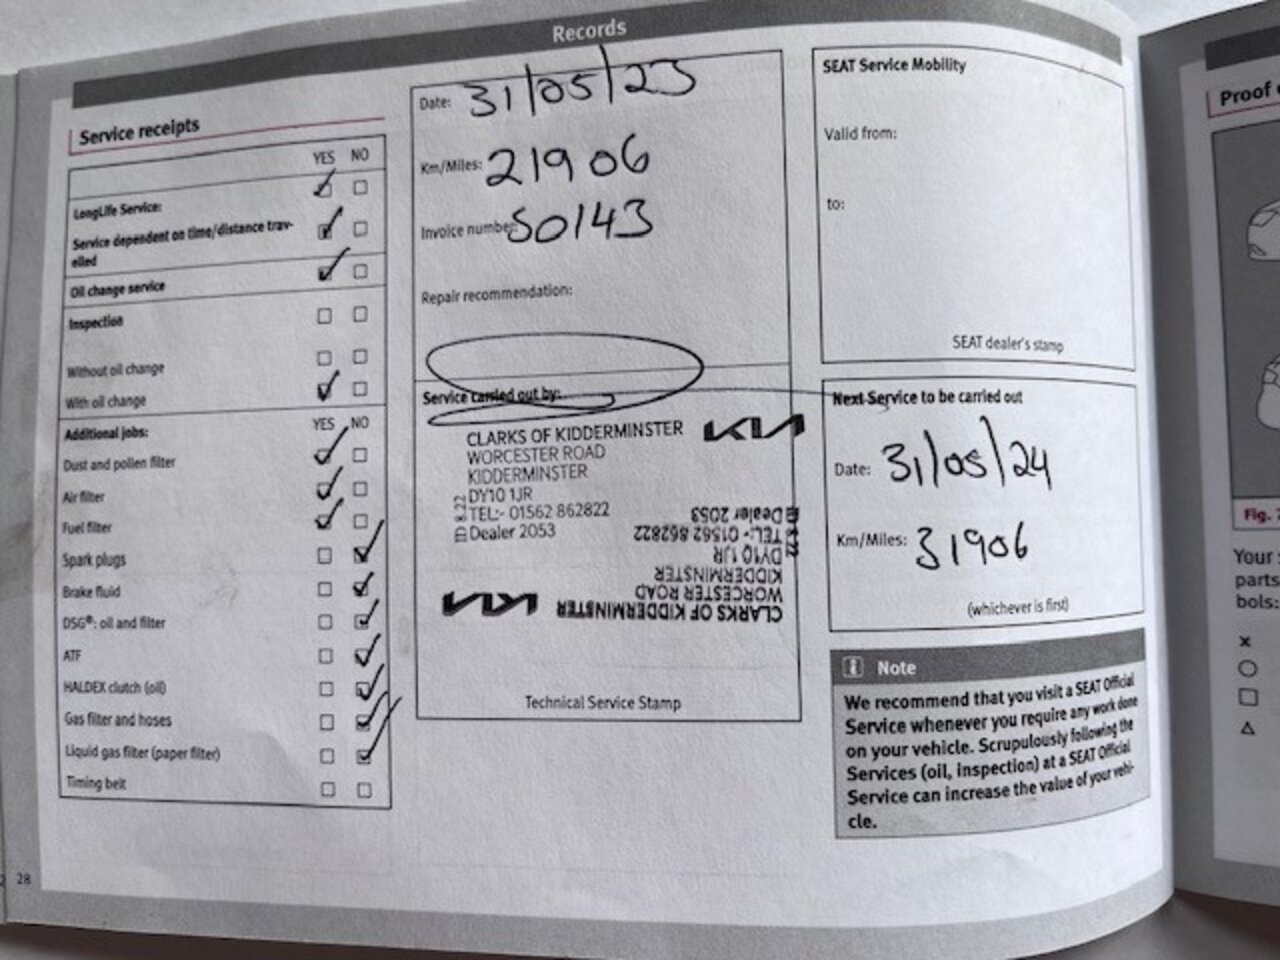 Records
Service receipts
YES NO
LongLife Service:
Service dependent on time/distance trav-
elled
Oil change service
Inspection
Without oil change
With oil change
Additional jobs:
YES NO
Dust and pollen filter
Air filter
Fuel filter
Spark plugs
Brake fluid
DSG®: oil and filter
ATF
HALDEX clutch (oil)
Gas filter and hoses
Liquid gas filter (paper filter)
Timing belt
28
Date: 31/05/23
Km/Miles: 21906
Invoice number: 50143
Repair recommendation:
Service carried out by:
CLARKS OF KIDDERMINSTER KIA
WORCESTER ROAD
KIDDERMINSTER
DY10 1JR
TEL:- 01562 862822
Dealer 2053
CLARKS OF KIDDERMINSTER KIA
WORCESTER ROAD
KIDDERMINSTER
DY10 1JR
TEL:- 01562 862822
Dealer 2053
Technical Service Stamp
SEAT Service Mobility
Valid from:
to:
SEAT dealer's stamp
Next Service to be carried out
Date: 31/05/24
Km/Miles: 31906
(whichever is first)
i Note
We recommend that you visit a SEAT Official
Service whenever you require any work done
on your vehicle. Scrupulously following the
Services (oil, inspection) at a SEAT Official
Service can increase the value of your vehi-
cle.
Proof
Fig.
Your
parts
bols: